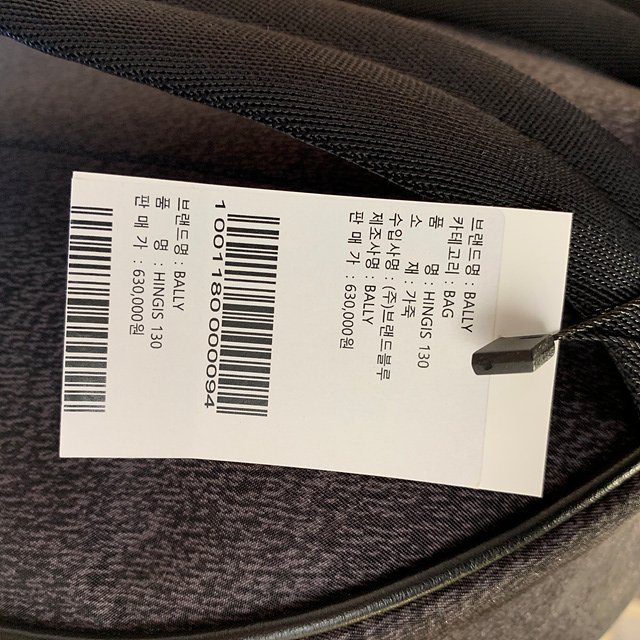 브랜드명 : BALLY
카테고리 : BAG
품 명 : HINGIS 130
소 재 : 가죽
수입사명 : (주)브랜드블루
제조사명 : BALLY
판 매 가 : 630,000원
1001180000094
브랜드명 : BALLY
품 명 : HINGIS 130
판 매 가 : 630,000원